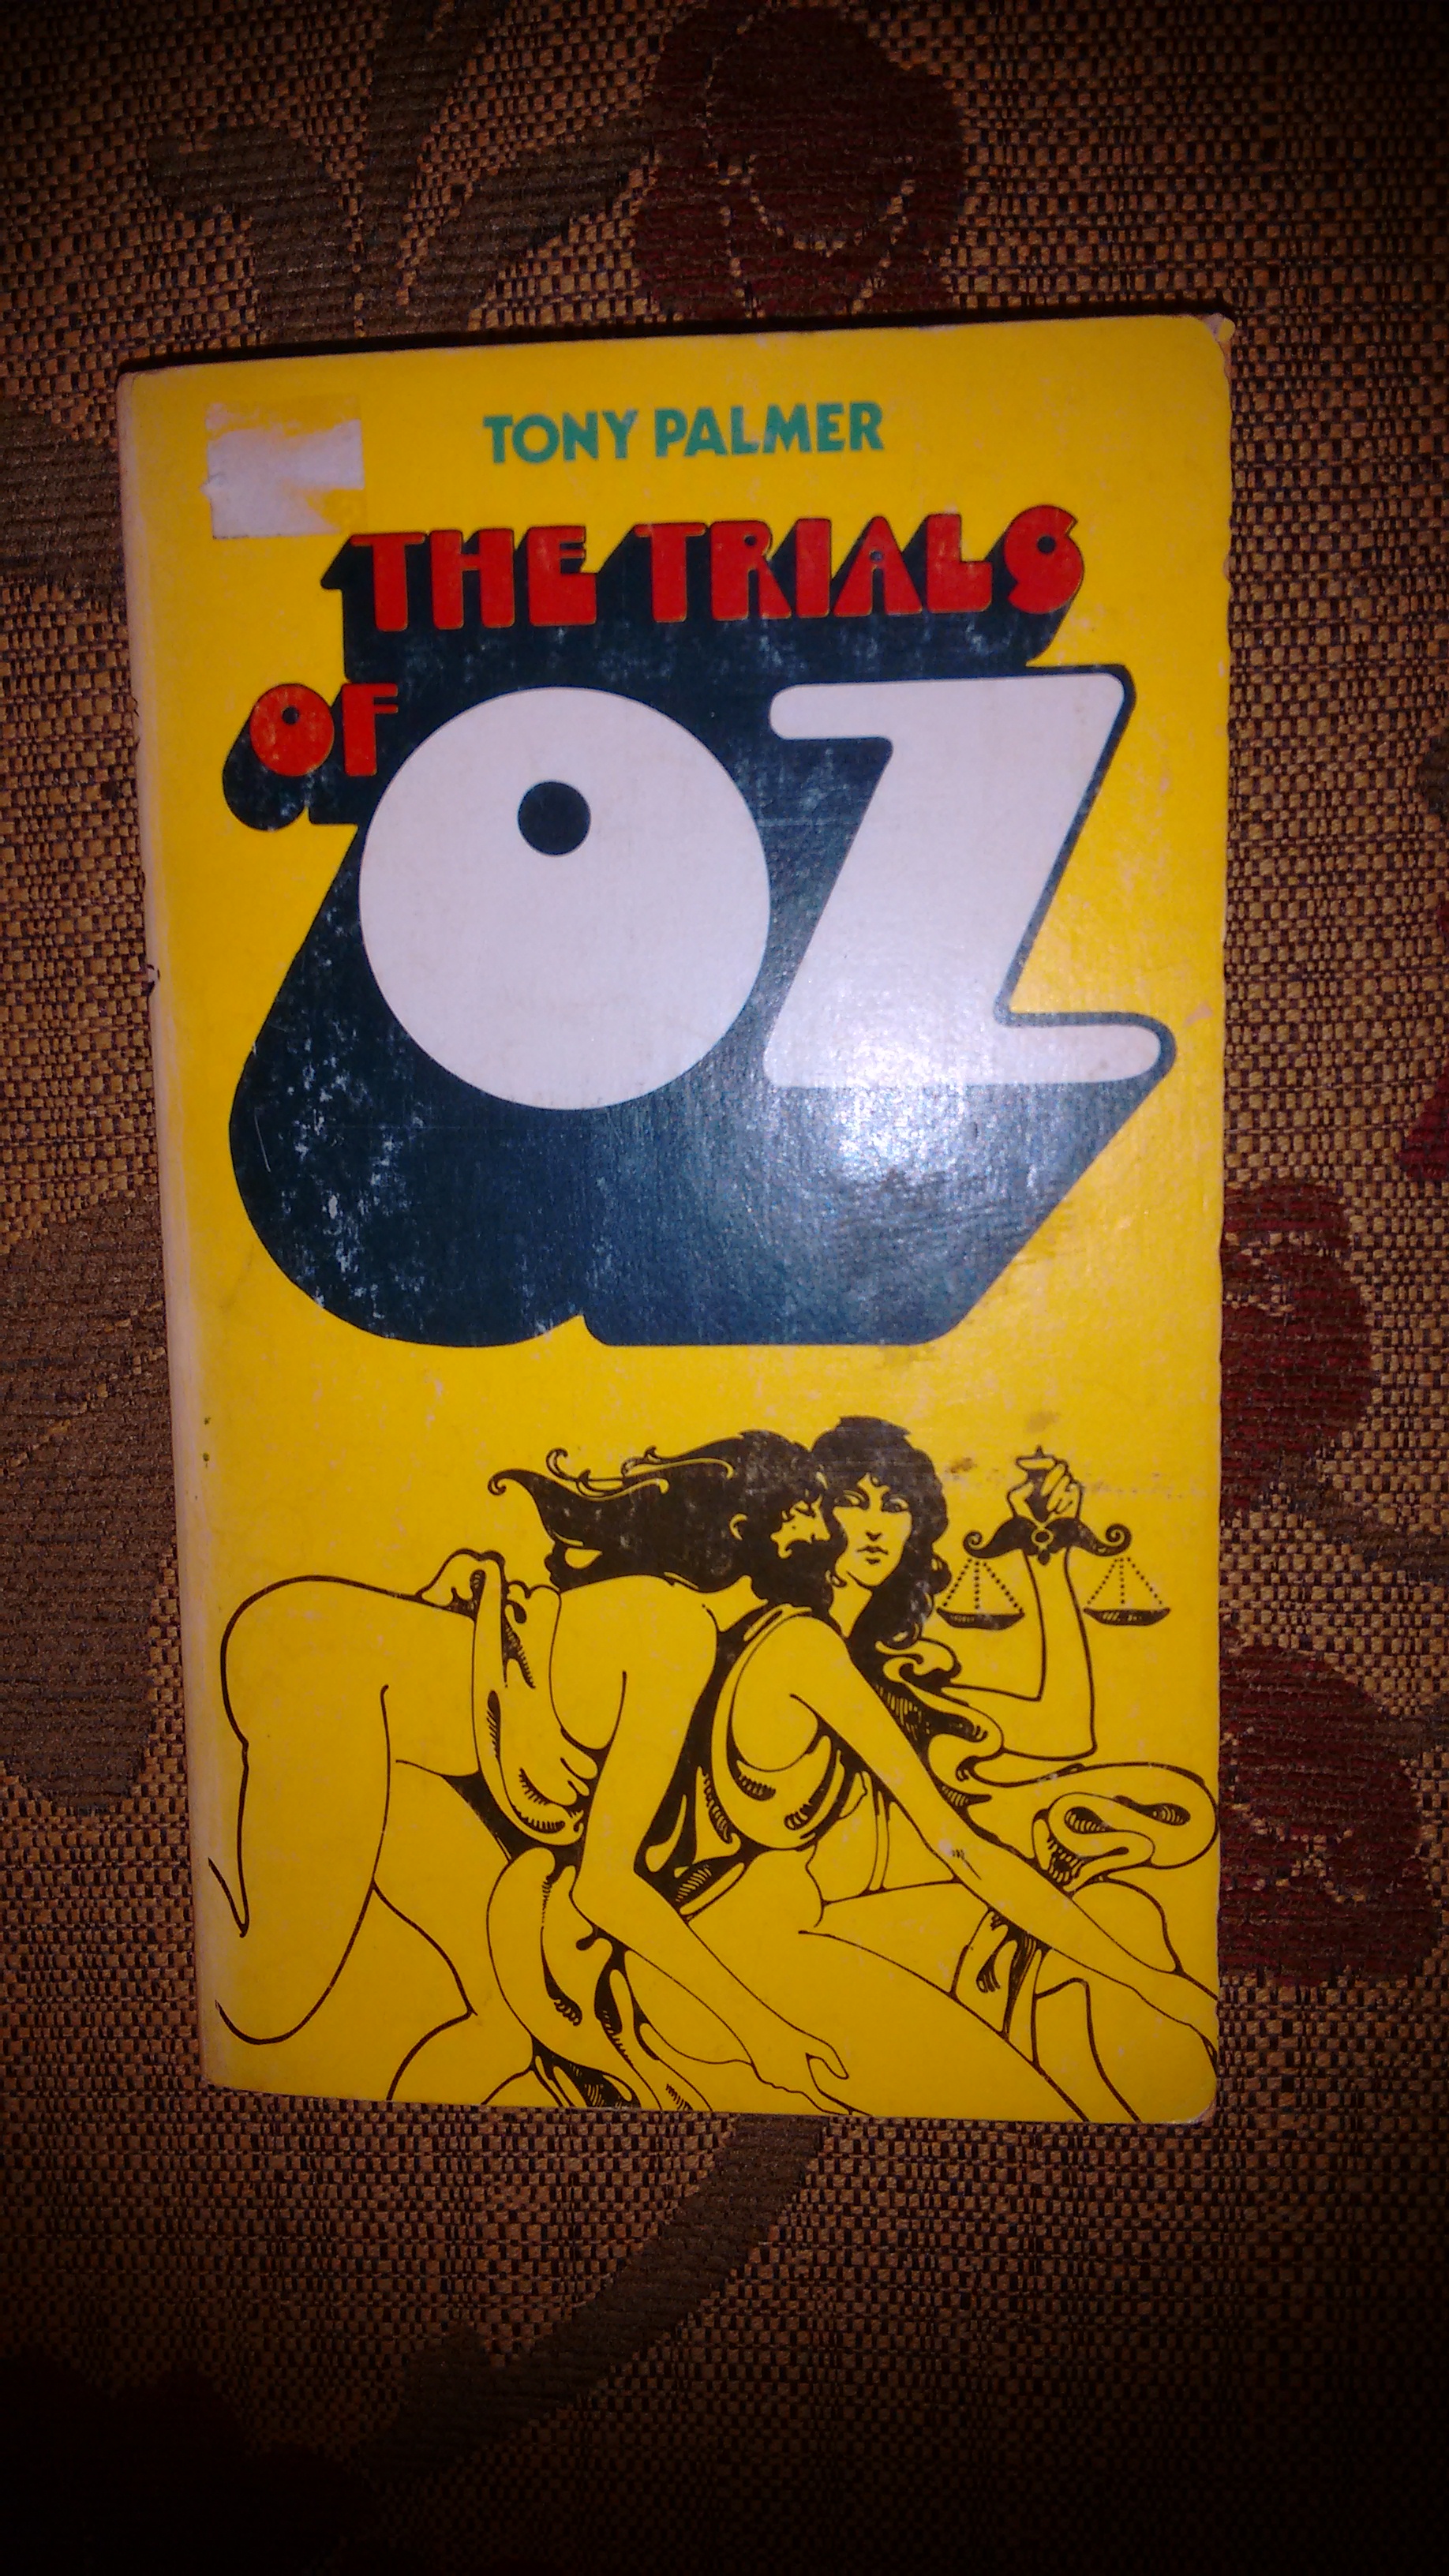 TONY PALMER
THE TRIALS
OF OZ